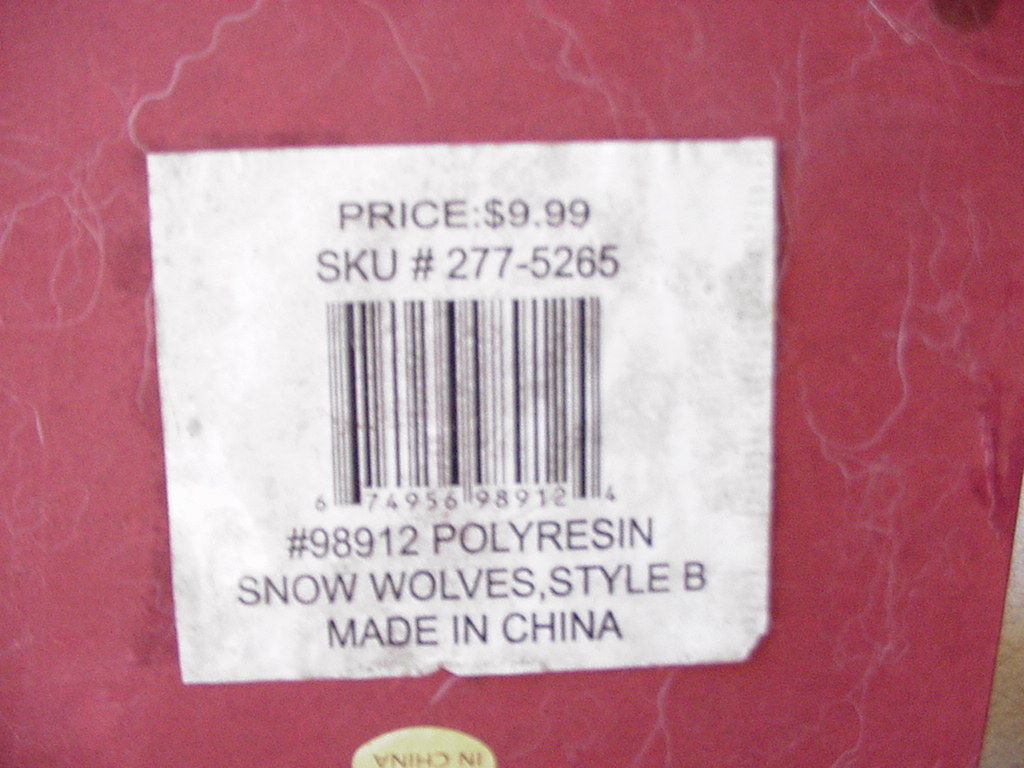 PRICE:$9.99
SKU # 277-5265
6 74956 98912 4
#98912 POLYRESIN
SNOW WOLVES,STYLE B
MADE IN CHINA
IN CHINA